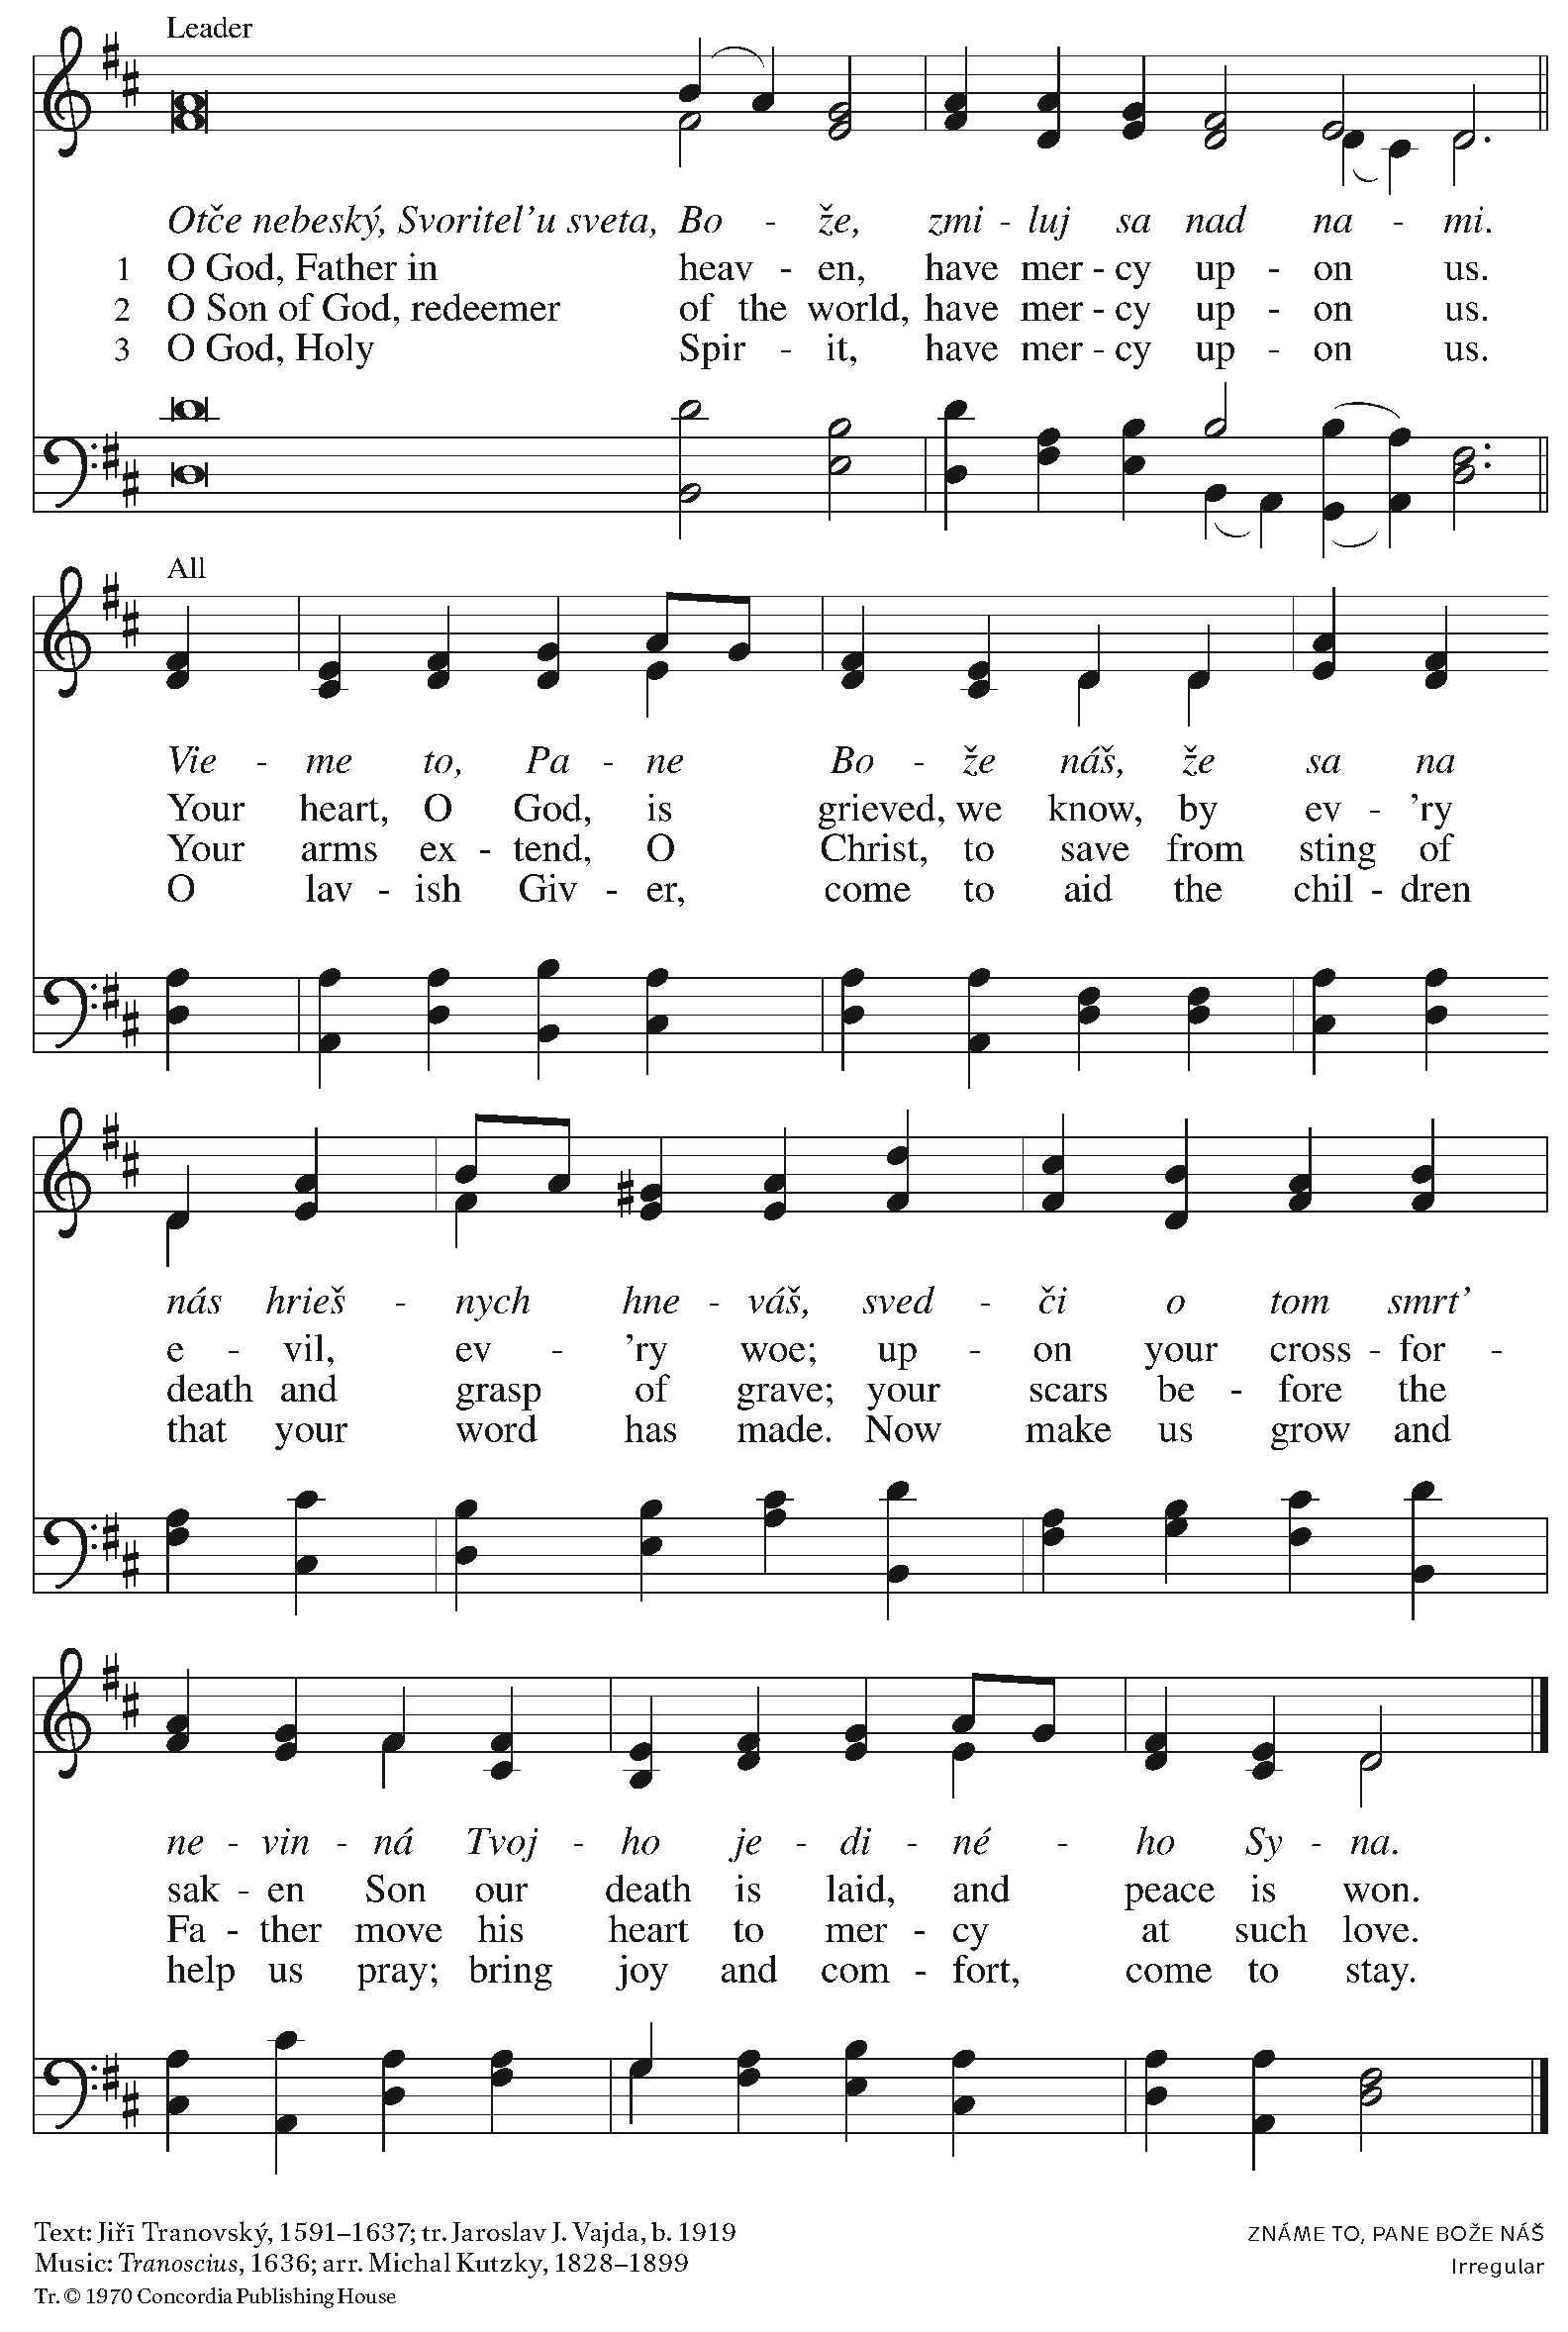 Leader
Otče nebeský, Svoritel’u sveta, Bo - že, zmi - luj sa nad na - mi.
1 O God, Father in heav - en, have mer - cy up - on us.
2 O Son of God, redeemer of the world, have mer - cy up - on us.
3 O God, Holy Spir - it, have mer - cy up - on us.
All
Vie - me to, Pa - ne Bo - že náš, že sa na
Your heart, O God, is grieved, we know, by ev - ’ry
Your arms ex - tend, O Christ, to save from sting of
O lav - ish Giv - er, come to aid the chil - dren
nás hrieš - nych hne - váš, sved - či o tom smrt’
e - vil, ev - ’ry woe; up - on your cross - for -
death and grasp of grave; your scars be - fore the
that your word has made. Now make us grow and
ne - vin - ná Tvoj - ho je - di - né - ho Sy - na.
sak - en Son our death is laid, and peace is won.
Fa - ther move his heart to mer - cy at such love.
help us pray; bring joy and com - fort, come to stay.
Text: Jiřī Tranovský, 1591–1637; tr. Jaroslav J. Vajda, b. 1919
Music: Tranoscius, 1636; arr. Michal Kutzky, 1828–1899
Tr. © 1970 Concordia Publishing House
ZNÁME TO, PANE BOŽE NÁŠ
Irregular